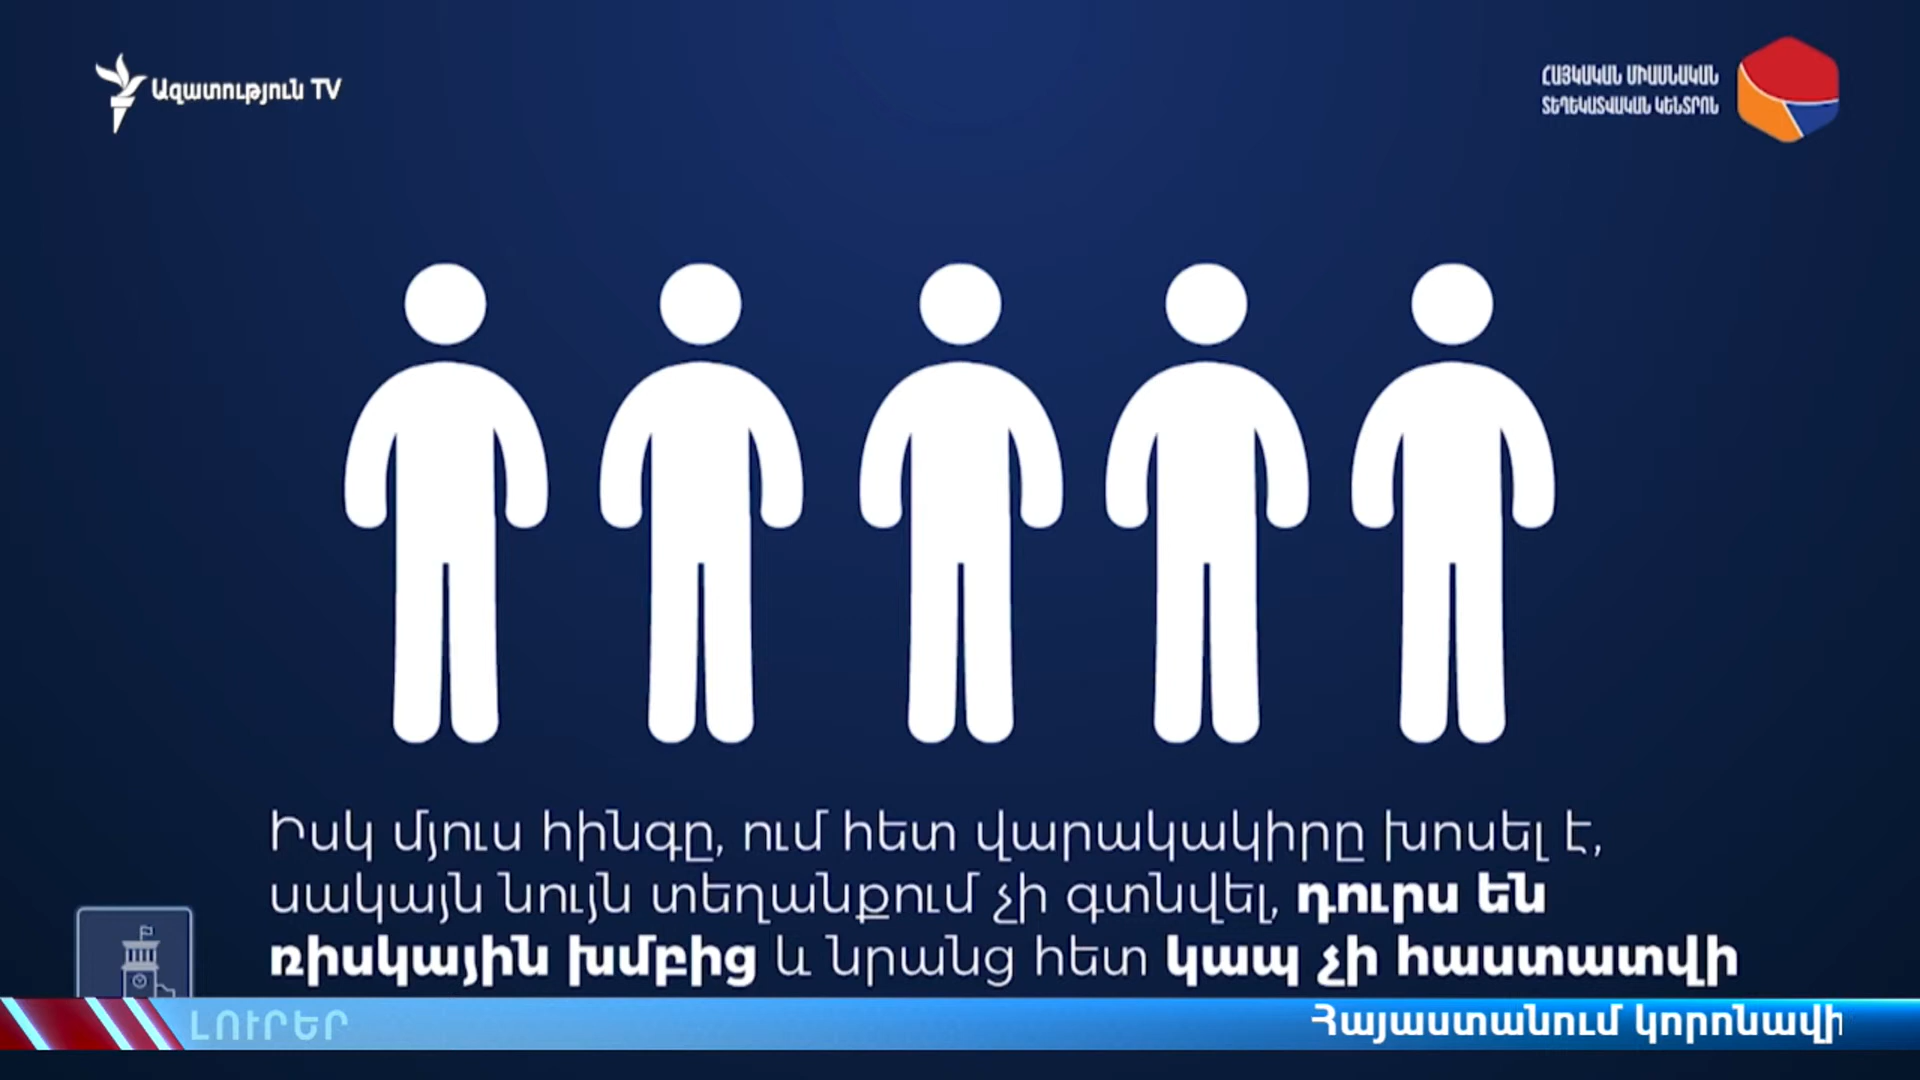 Ազատություն TV
ՀԱՅԿԱԿԱՆ ՄԻԱՍՆԱԿԱՆ
ՏԵՂԵԿԱՏՎԱԿԱՆ ԿԵՆՏՐՈՆ
Իսկ մյուս հինգը, ում հետ վարակակիրը խոսել է,
սակայն նույն տեղանքում չի գտնվել, դուրս են
ռիսկային խմբից և նրանց հետ կապ չի հաստատվի
ԼՈՒՐԵՐ
Հայաստանում կորոնավի